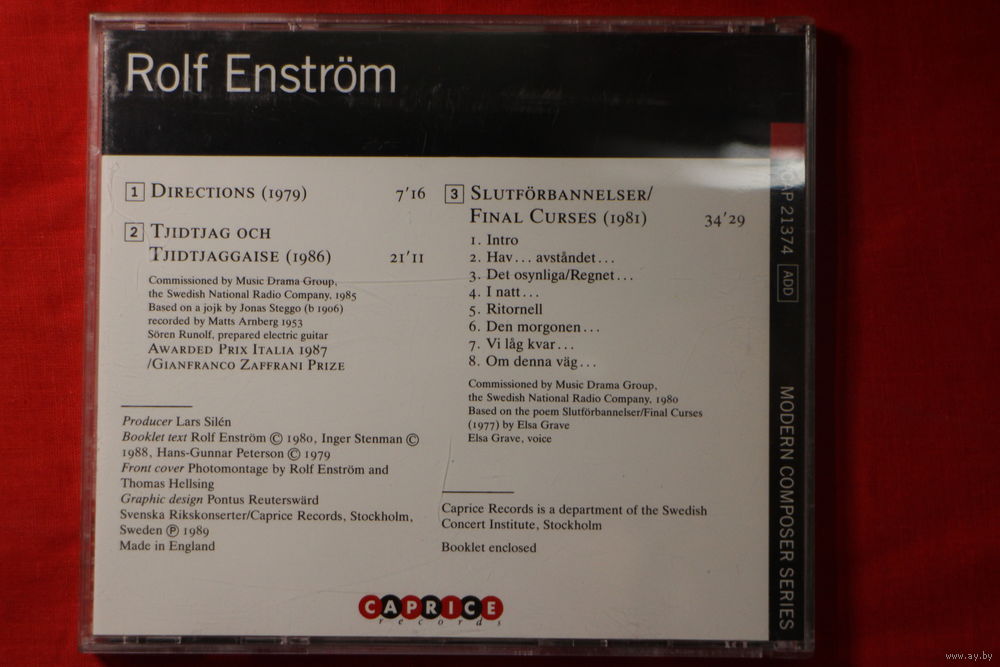 Rolf Enström
1 DIRECTIONS (1979) 7'16
2 TJIDTJAG OCH
TJIDTJAGGAISE (1986) 21'11
Commissioned by Music Drama Group,
the Swedish National Radio Company, 1985
Based on a jojk by Jonas Steggo (b 1906)
recorded by Matts Arnberg 1953
Sören Runolf, prepared electric guitar
AWARDED PRIX ITALIA 1987
/GIANFRANCO ZAFFRANI PRIZE
Producer Lars Silén
Booklet text Rolf Enström © 1980, Inger Stenman ©
1988, Hans-Gunnar Peterson © 1979
Front cover Photomontage by Rolf Enström and
Thomas Hellsing
Graphic design Pontus Reuterswärd
Svenska Rikskonserter/Caprice Records, Stockholm,
Sweden ℗ 1989
Made in England
3 SLUTFÖRBANNELSER/
FINAL CURSES (1981) 34'29
1. Intro
2. Hav... avståndet...
3. Det osynliga/Regnet...
4. I natt...
5. Ritornell
6. Den morgonen...
7. Vi låg kvar...
8. Om denna väg...
Commissioned by Music Drama Group,
the Swedish National Radio Company, 1980
Based on the poem Slutförbannelser/Final Curses
(1977) by Elsa Grave
Elsa Grave, voice
Caprice Records is a department of the Swedish
Concert Institute, Stockholm
Booklet enclosed
CAPRICE
records
CAP 21374 ADD
MODERN COMPOSER SERIES
www.ay.by